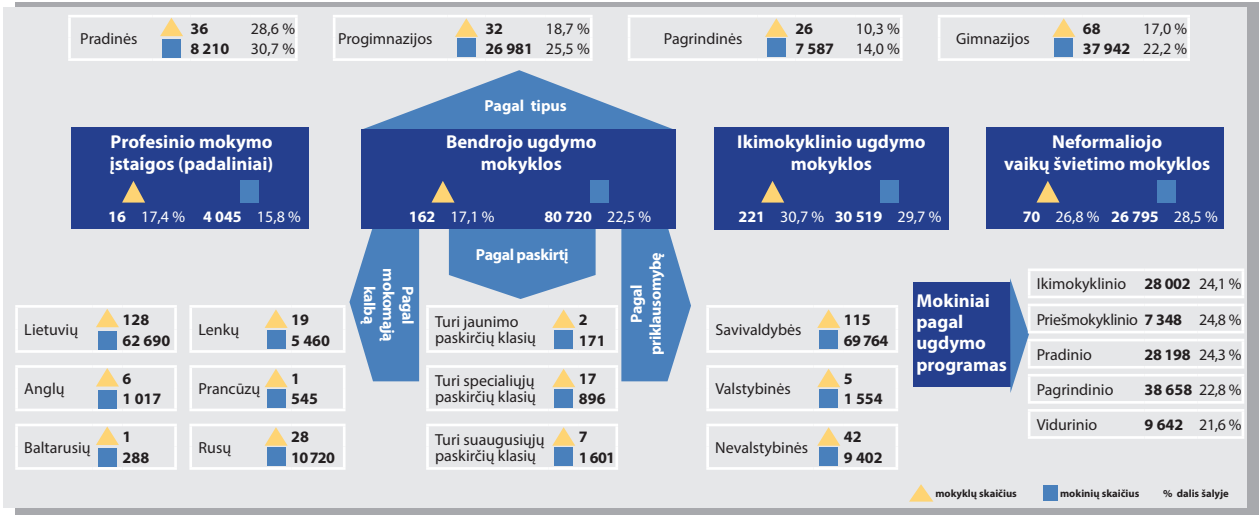 Pradinės 36 28,6 %
8 210 30,7 %
Progimnazijos 32 18,7 %
26 981 25,5 %
Pagrindinės 26 10,3 %
7 587 14,0 %
Gimnazijos 68 17,0 %
37 942 22,2 %
Pagal tipus
Profesinio mokymo
įstaigos (padaliniai)
16 17,4 % 4 045 15,8 %
Bendrojo ugdymo
mokyklos
162 17,1 % 80 720 22,5 %
Ikimokyklinio ugdymo
mokyklos
221 30,7 % 30 519 29,7 %
Neformaliojo
vaikų švietimo mokyklos
70 26,8 % 26 795 28,5 %
Pagal
mokomąją
kalbą
Pagal paskirtį
Pagal
priklausomybę
Lietuvių 128
62 690
Lenkų 19
5 460
Anglų 6
1 017
Prancūzų 1
545
Baltarusių 1
288
Rusų 28
10 720
Turi jaunimo
paskirčių klasių
2
171
Turi specialiųjų
paskirčių klasių
17
896
Turi suaugusiųjų
paskirčių klasių
7
1 601
Savivaldybės 115
69 764
Valstybinės 5
1 554
Nevalstybinės 42
9 402
Mokiniai
pagal
ugdymo
programas
Ikimokyklinio 28 002 24,1 %
Priešmokyklinio 7 348 24,8 %
Pradinio 28 198 24,3 %
Pagrindinio 38 658 22,8 %
Vidurinio 9 642 21,6 %
mokyklų skaičius mokinių skaičius % dalis šalyje